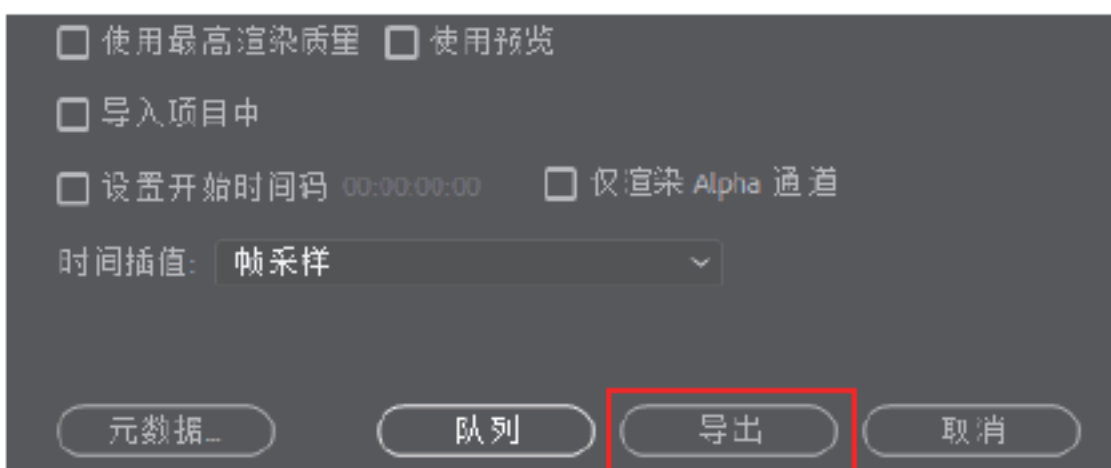 使用最高渲染质量 使用预览
导入项目中
设置开始时间码 00:00:00:00 仅渲染 Alpha 通道
时间插值: 帧采样
元数据... 队列 导出 取消